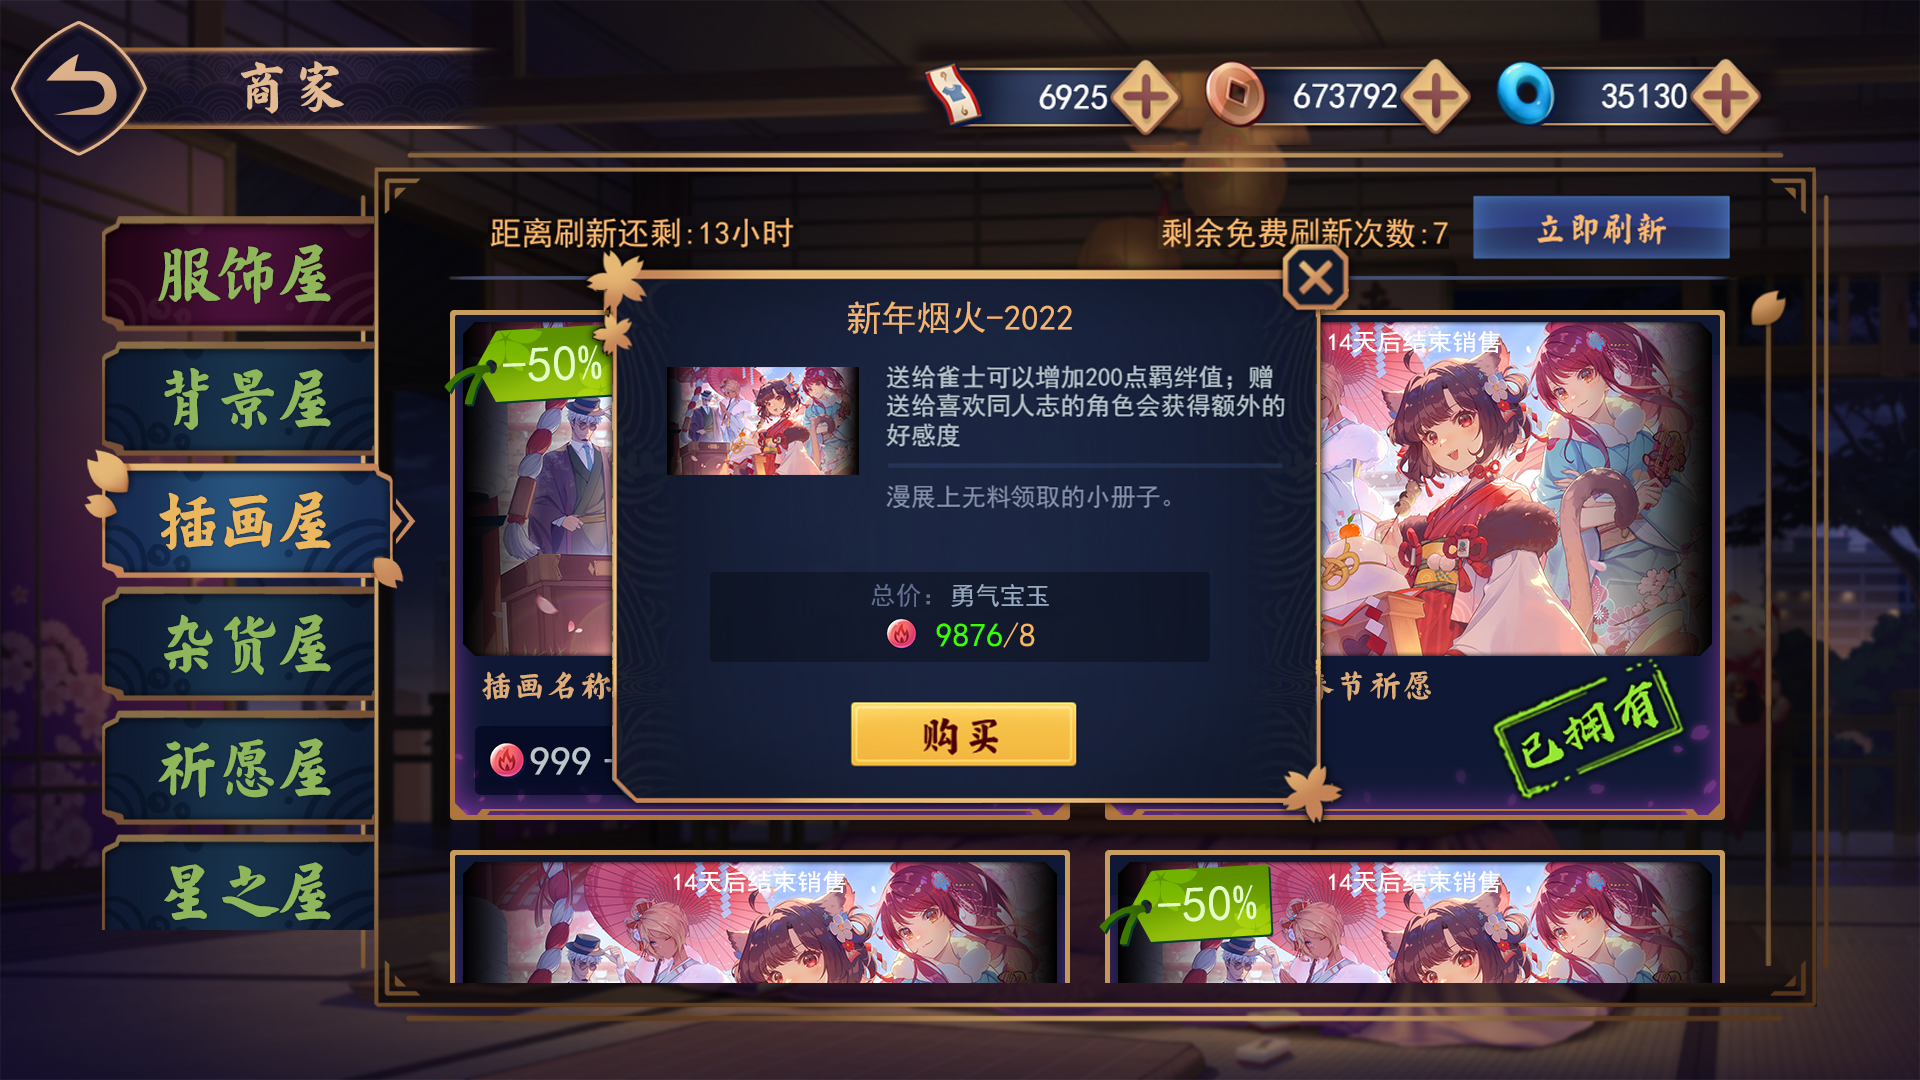 商家
6925
673792
35130
距离刷新还剩:13小时
剩余免费刷新次数:7
立即刷新
服饰屋
背景屋
插画屋
杂货屋
祈愿屋
星之屋
-50%
插画名称
999
新年烟火-2022
送给雀士可以增加200点羁绊值；赠
送给喜欢同人志的角色会获得额外的
好感度
漫展上无料领取的小册子。
总价：勇气宝玉
9876/8
购买
14天后结束销售
春节祈愿
已拥有
14天后结束销售
-50%
14天后结束销售